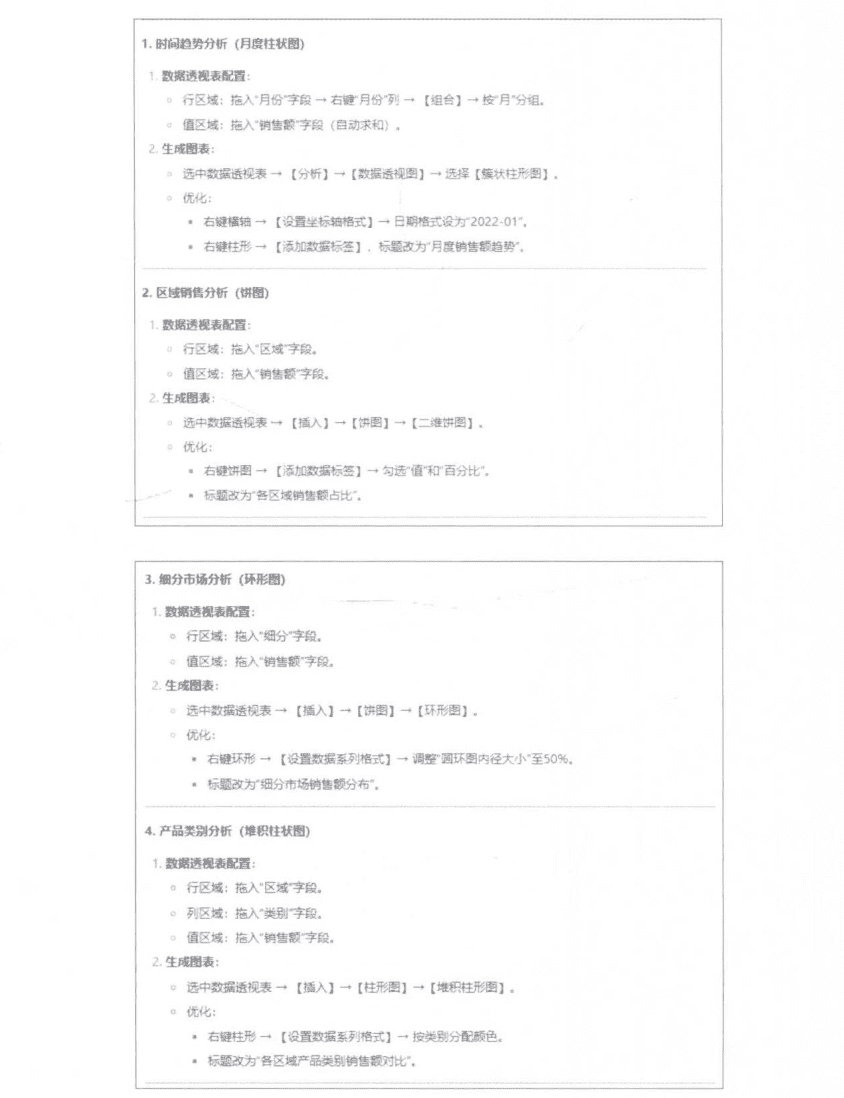 1. 时间趋势分析（月度柱状图）
1. 数据透视表配置：
○ 行区域：拖入"月份"字段 → 右键"月份"列 → 【组合】→ 按"月"分组。
○ 值区域：拖入"销售额"字段（自动求和）。
2. 生成图表：
○ 选中数据透视表 → 【分析】→【数据透视图】→ 选择【簇状柱形图】。
○ 优化：
▪ 右键横轴 → 【设置坐标轴格式】→ 日期格式设为"2022-01"。
▪ 右键柱形 → 【添加数据标签】，标题改为"月度销售额趋势"。
2. 区域销售分析（饼图）
1. 数据透视表配置：
○ 行区域：拖入"区域"字段。
○ 值区域：拖入"销售额"字段。
2. 生成图表：
○ 选中数据透视表 → 【插入】→【饼图】→【二维饼图】。
○ 优化：
▪ 右键饼图 → 【添加数据标签】→ 勾选"值"和"百分比"。
▪ 标题改为"各区域销售额占比"。
3. 细分市场分析（环形图）
1. 数据透视表配置：
○ 行区域：拖入"细分"字段。
○ 值区域：拖入"销售额"字段。
2. 生成图表：
○ 选中数据透视表 → 【插入】→【饼图】→【环形图】。
○ 优化：
▪ 右键环形 → 【设置数据系列格式】→ 调整"圆环图内径大小"至50%。
▪ 标题改为"细分市场销售额分布"。
4. 产品类别分析（堆积柱状图）
1. 数据透视表配置：
○ 行区域：拖入"区域"字段。
○ 列区域：拖入"类别"字段。
○ 值区域：拖入"销售额"字段。
2. 生成图表：
○ 选中数据透视表 → 【插入】→【柱形图】→【堆积柱形图】。
○ 优化：
▪ 右键柱形 → 【设置数据系列格式】→ 按类别分配颜色。
▪ 标题改为"各区域产品类别销售额对比"。